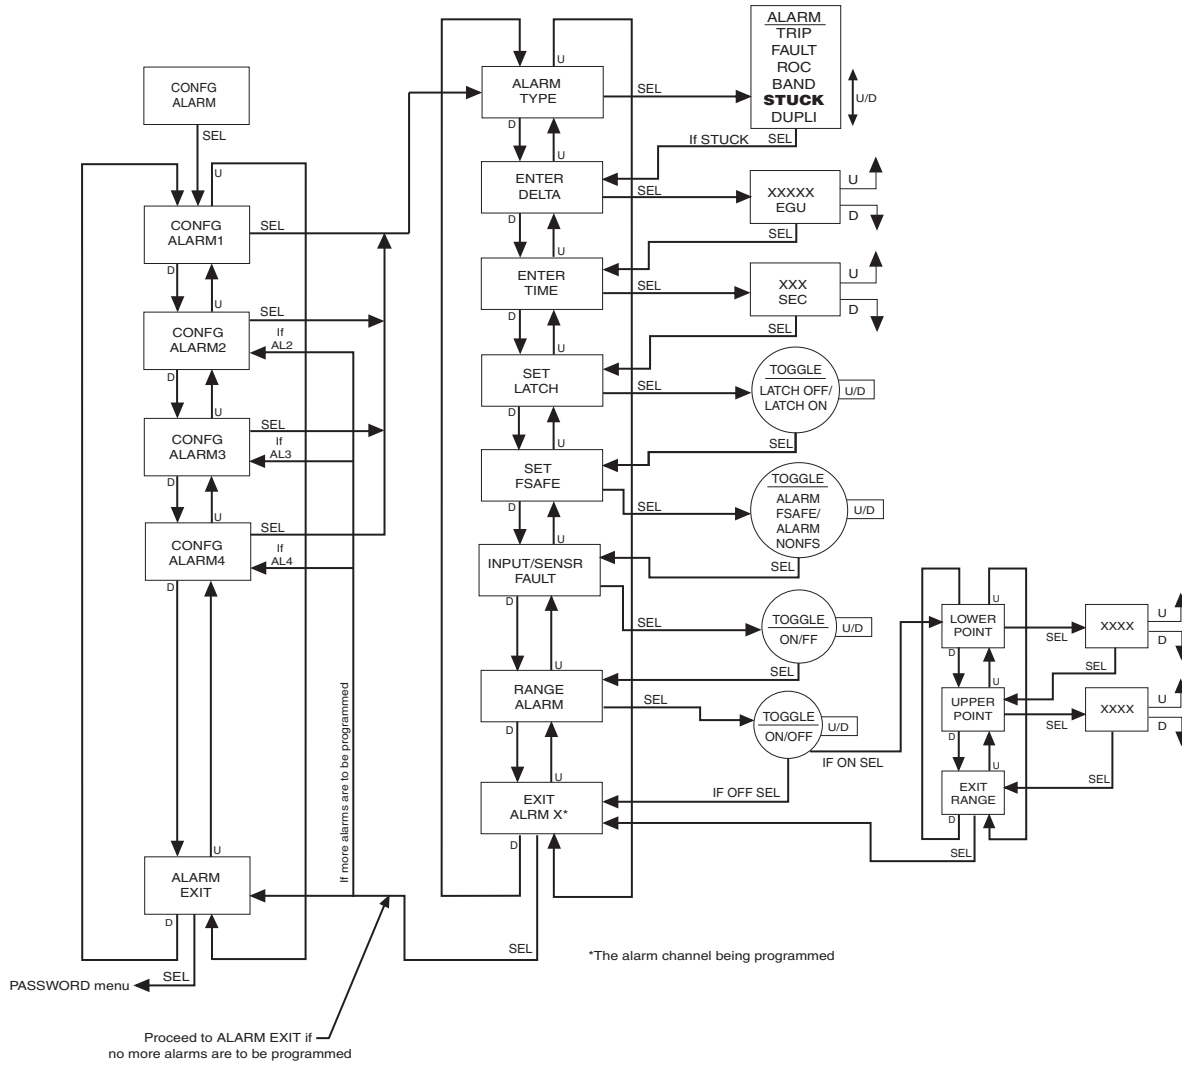 CONFG
ALARM
SEL
U
CONFG
ALARM1
SEL
D
U
CONFG
ALARM2
SEL
If
AL2
D
U
CONFG
ALARM3
SEL
If
AL3
D
U
CONFG
ALARM4
SEL
If
AL4
D
If more alarms are to be programmed
U
ALARM
EXIT
D
SEL
PASSWORD menu
Proceed to ALARM EXIT if
no more alarms are to be programmed
U
ALARM
TYPE
SEL
D
U
ALARM
TRIP
FAULT
ROC
BAND
STUCK
DUPLI
U/D
If STUCK
SEL
ENTER
DELTA
SEL
D
U
XXXXX
EGU
U
D
SEL
ENTER
TIME
SEL
D
U
XXX
SEC
U
D
SEL
SET
LATCH
SEL
D
U
TOGGLE
LATCH OFF/
LATCH ON
U/D
SEL
SET
FSAFE
SEL
D
U
TOGGLE
ALARM
FSAFE/
ALARM
NONFS
U/D
SEL
INPUT/SENSR
FAULT
SEL
D
U
TOGGLE
ON/FF
U/D
SEL
RANGE
ALARM
SEL
D
U
TOGGLE
ON/OFF
U/D
IF ON SEL
IF OFF SEL
EXIT
ALRM X*
D
SEL
U
LOWER
POINT
SEL
D
U
XXXX
U
D
SEL
UPPER
POINT
SEL
D
U
XXXX
U
D
SEL
EXIT
RANGE
D
SEL
*The alarm channel being programmed